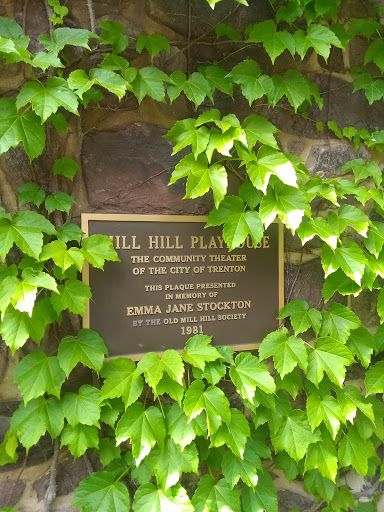 MILL HILL PLAYHOUSE
THE COMMUNITY THEATER
OF THE CITY OF TRENTON
THIS PLAQUE PRESENTED
IN MEMORY OF
EMMA JANE STOCKTON
BY THE OLD MILL HILL SOCIETY
1981